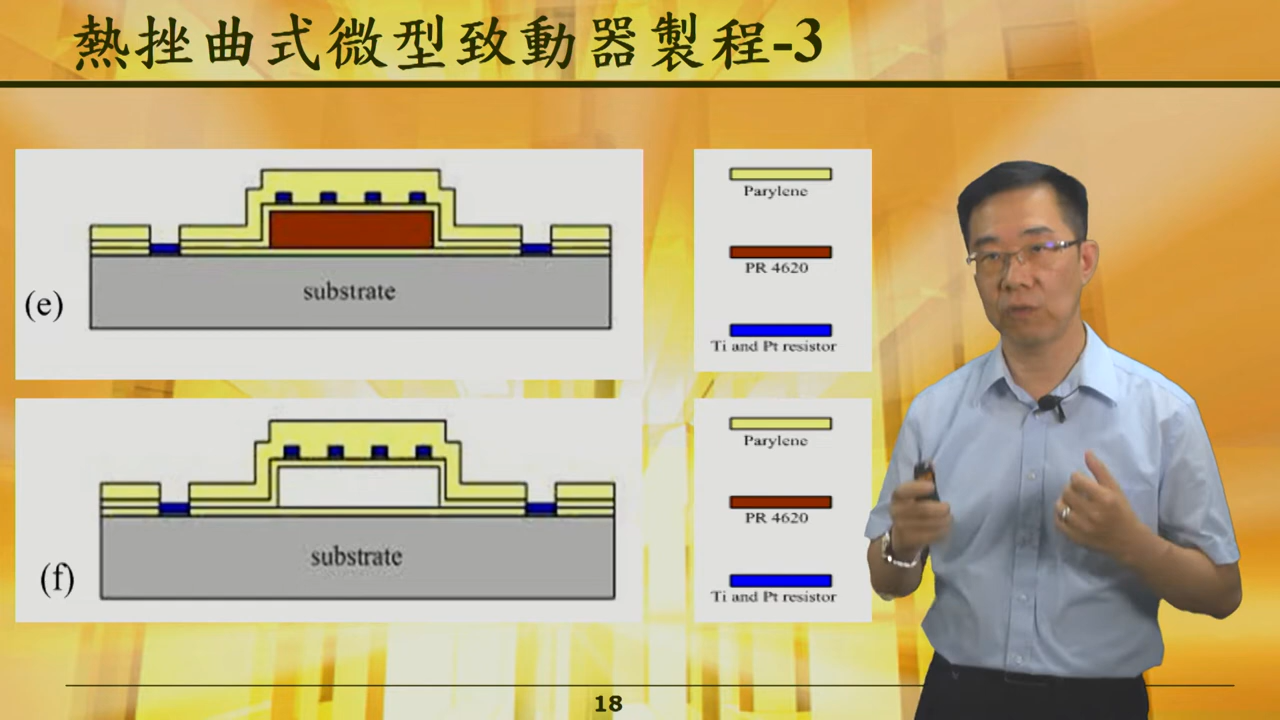 熱挫曲式微型致動器製程-3
(e)
substrate
Parylene
PR 4620
Ti and Pt resistor
(f)
substrate
Parylene
PR 4620
Ti and Pt resistor
18